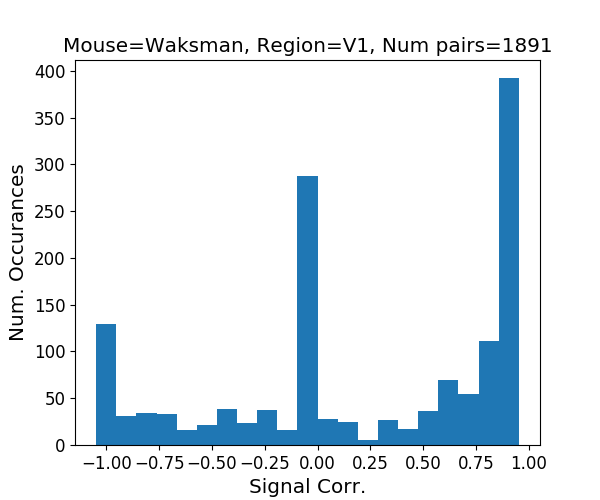 Mouse=Waksman, Region=V1, Num pairs=1891
Num. Occurances
400
350
300
250
200
150
100
50
0
−1.00 −0.75 −0.50 −0.25 0.00 0.25 0.50 0.75 1.00
Signal Corr.